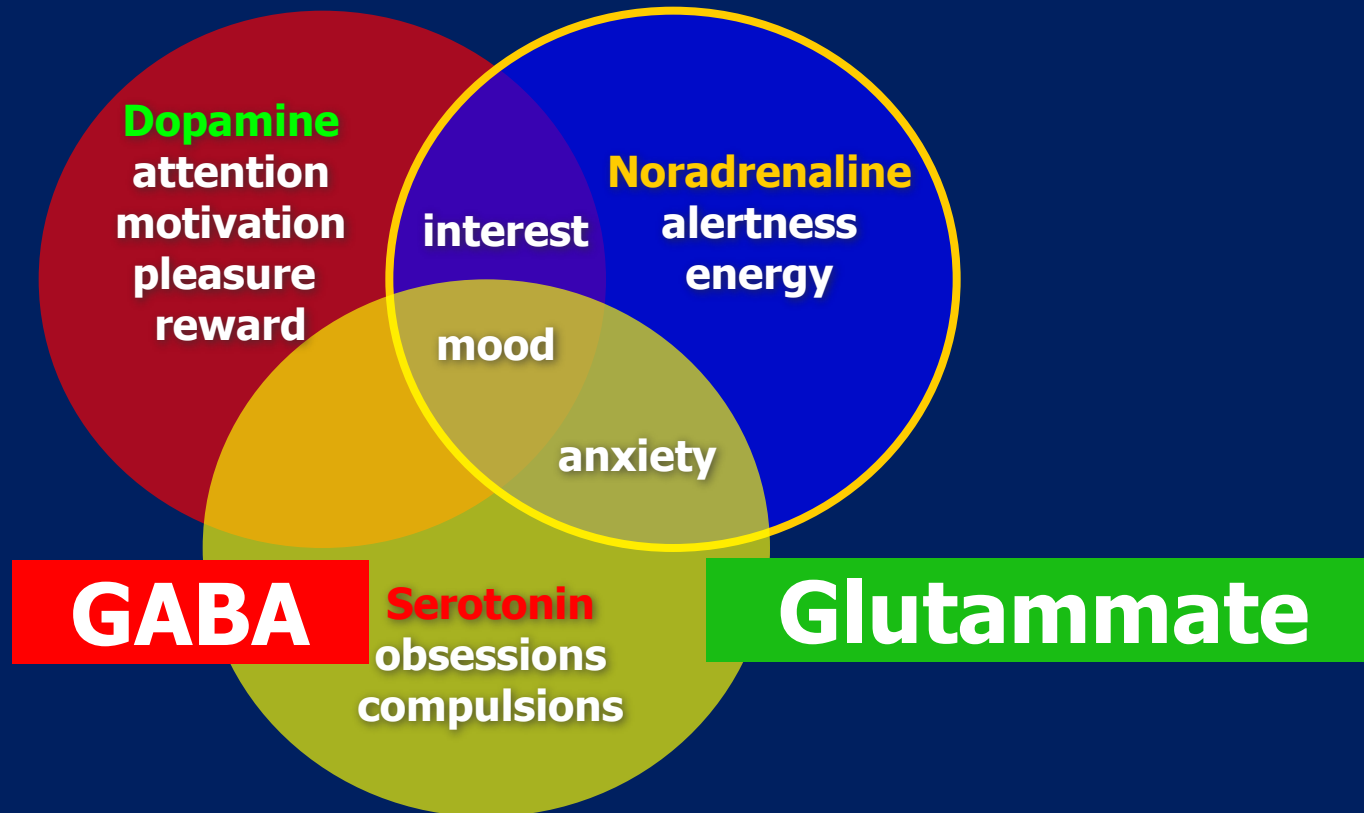 Dopamine
attention
motivation
pleasure
reward
interest
Noradrenaline
alertness
energy
mood
anxiety
GABA
Serotonin
obsessions
compulsions
Glutammate